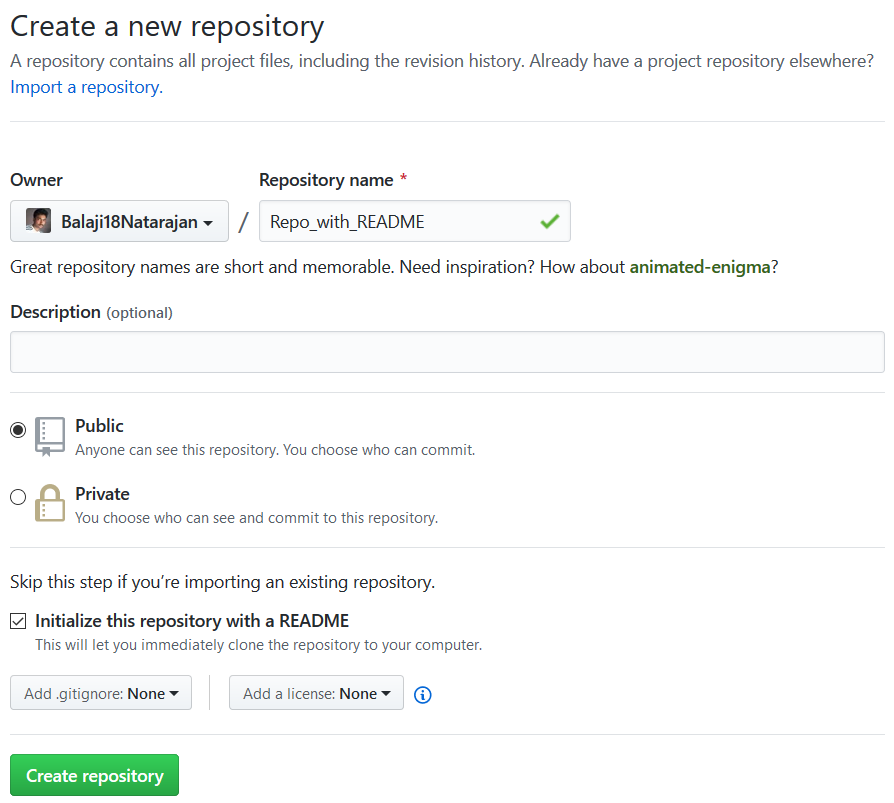 Create a new repository
A repository contains all project files, including the revision history. Already have a project repository elsewhere?
Import a repository.
Owner
Repository name *
Balaji18Natarajan / Repo_with_README
Great repository names are short and memorable. Need inspiration? How about animated-enigma?
Description (optional)
Public
Anyone can see this repository. You choose who can commit.
Private
You choose who can see and commit to this repository.
Skip this step if you’re importing an existing repository.
Initialize this repository with a README
This will let you immediately clone the repository to your computer.
Add .gitignore: None
Add a license: None
Create repository